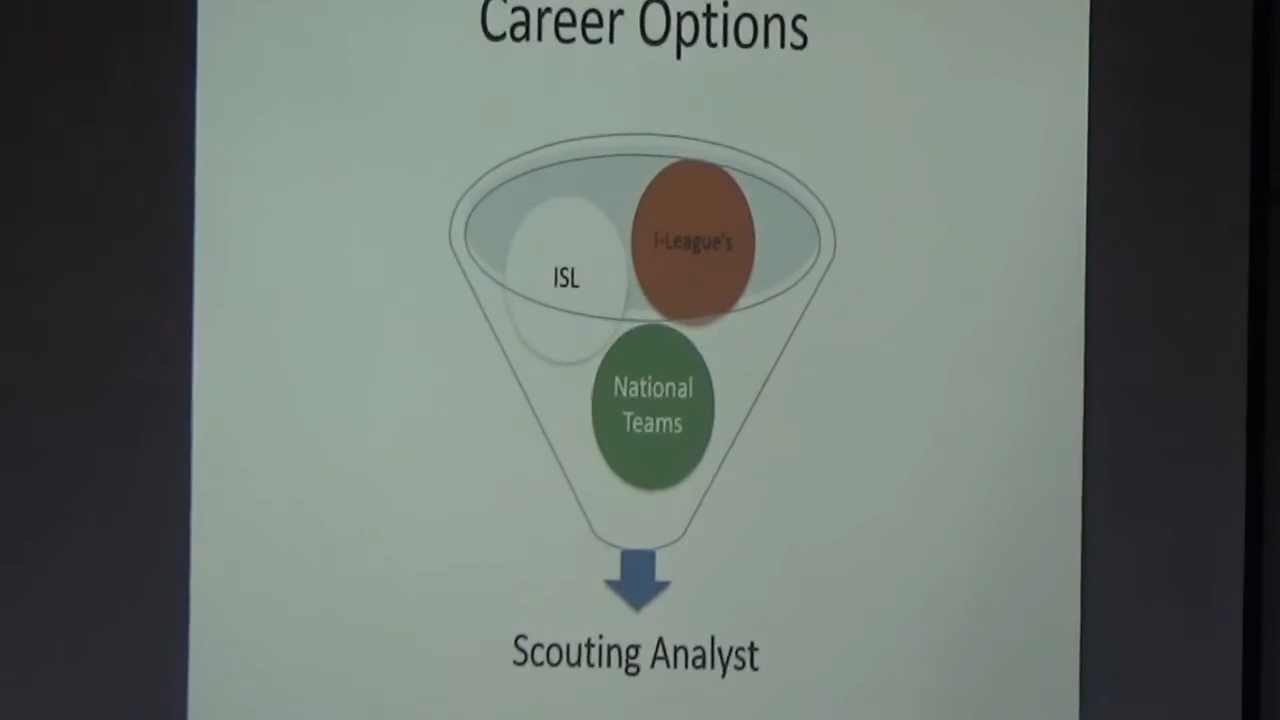 Career Options
I-League's
ISL
National
Teams
Scouting Analyst